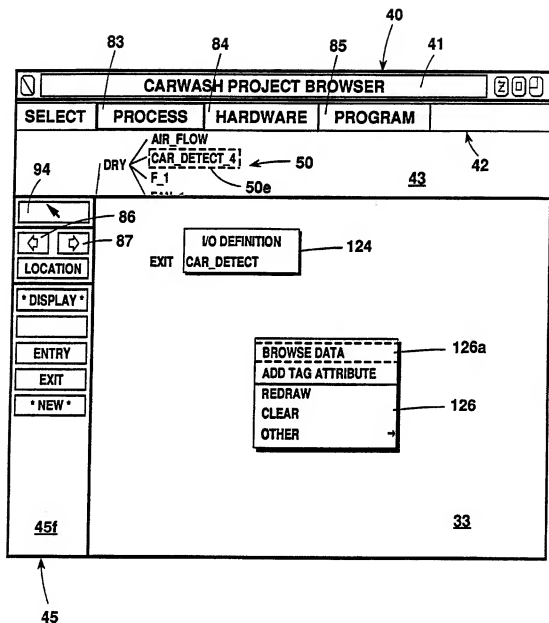 40
83 84 85 41
CARWASH PROJECT BROWSER
SELECT PROCESS HARDWARE PROGRAM
42
AIR_FLOW
DRY CAR_DETECT_4 50
F_1 50e 43
94
86
87
LOCATION
I/O DEFINITION 124
EXIT CAR_DETECT
* DISPLAY *
BROWSE DATA 126a
ADD TAG ATTRIBUTE
ENTRY
EXIT
REDRAW
* NEW *
CLEAR 126
OTHER
45f 33
45